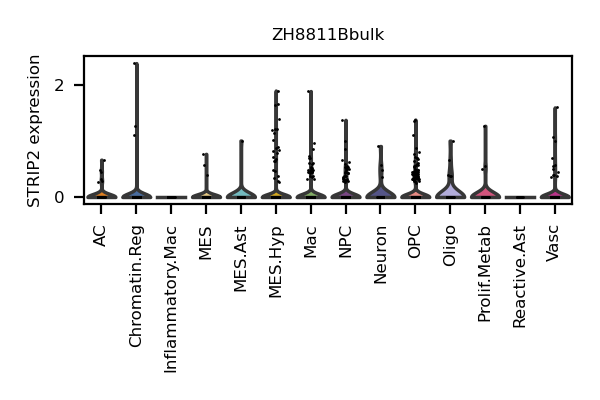 ZH8811Bbulk
STRIP2 expression
2
0
AC
Chromatin.Reg
Inflammatory.Mac
MES
MES.Ast
MES.Hyp
Mac
NPC
Neuron
OPC
Oligo
Prolif.Metab
Reactive.Ast
Vasc